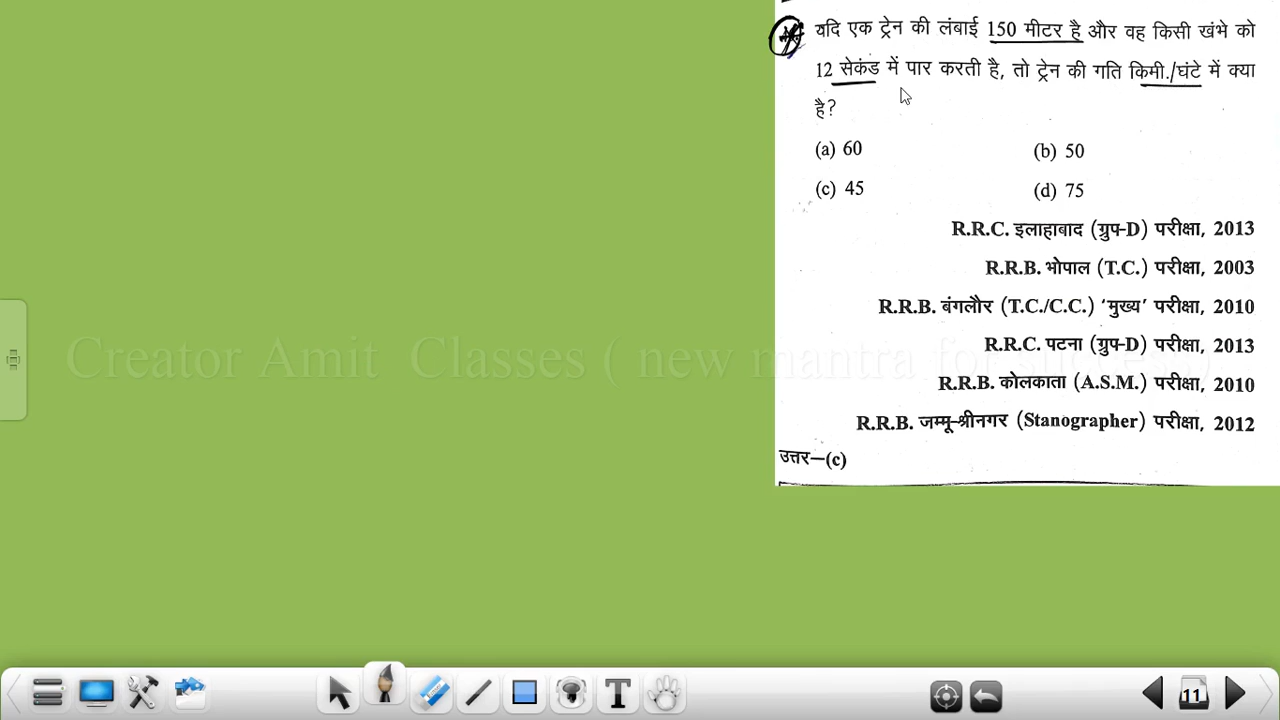 यदि एक ट्रेन की लंबाई 150 मीटर है और वह किसी खंभे को
12 सेकंड में पार करती है, तो ट्रेन की गति किमी./घंटे में क्या
है?
(a) 60 (b) 50
(c) 45 (d) 75
R.R.C. इलाहाबाद (ग्रुप-D) परीक्षा, 2013
R.R.B. भोपाल (T.C.) परीक्षा, 2003
R.R.B. बंगलौर (T.C./C.C.) ‘मुख्य’ परीक्षा, 2010
R.R.C. पटना (ग्रुप-D) परीक्षा, 2013
Creator Amit Classes ( new mantra for success)
R.R.B. कोलकाता (A.S.M.) परीक्षा, 2010
R.R.B. जम्मू-श्रीनगर (Stanographer) परीक्षा, 2012
उत्तर—(c)
11